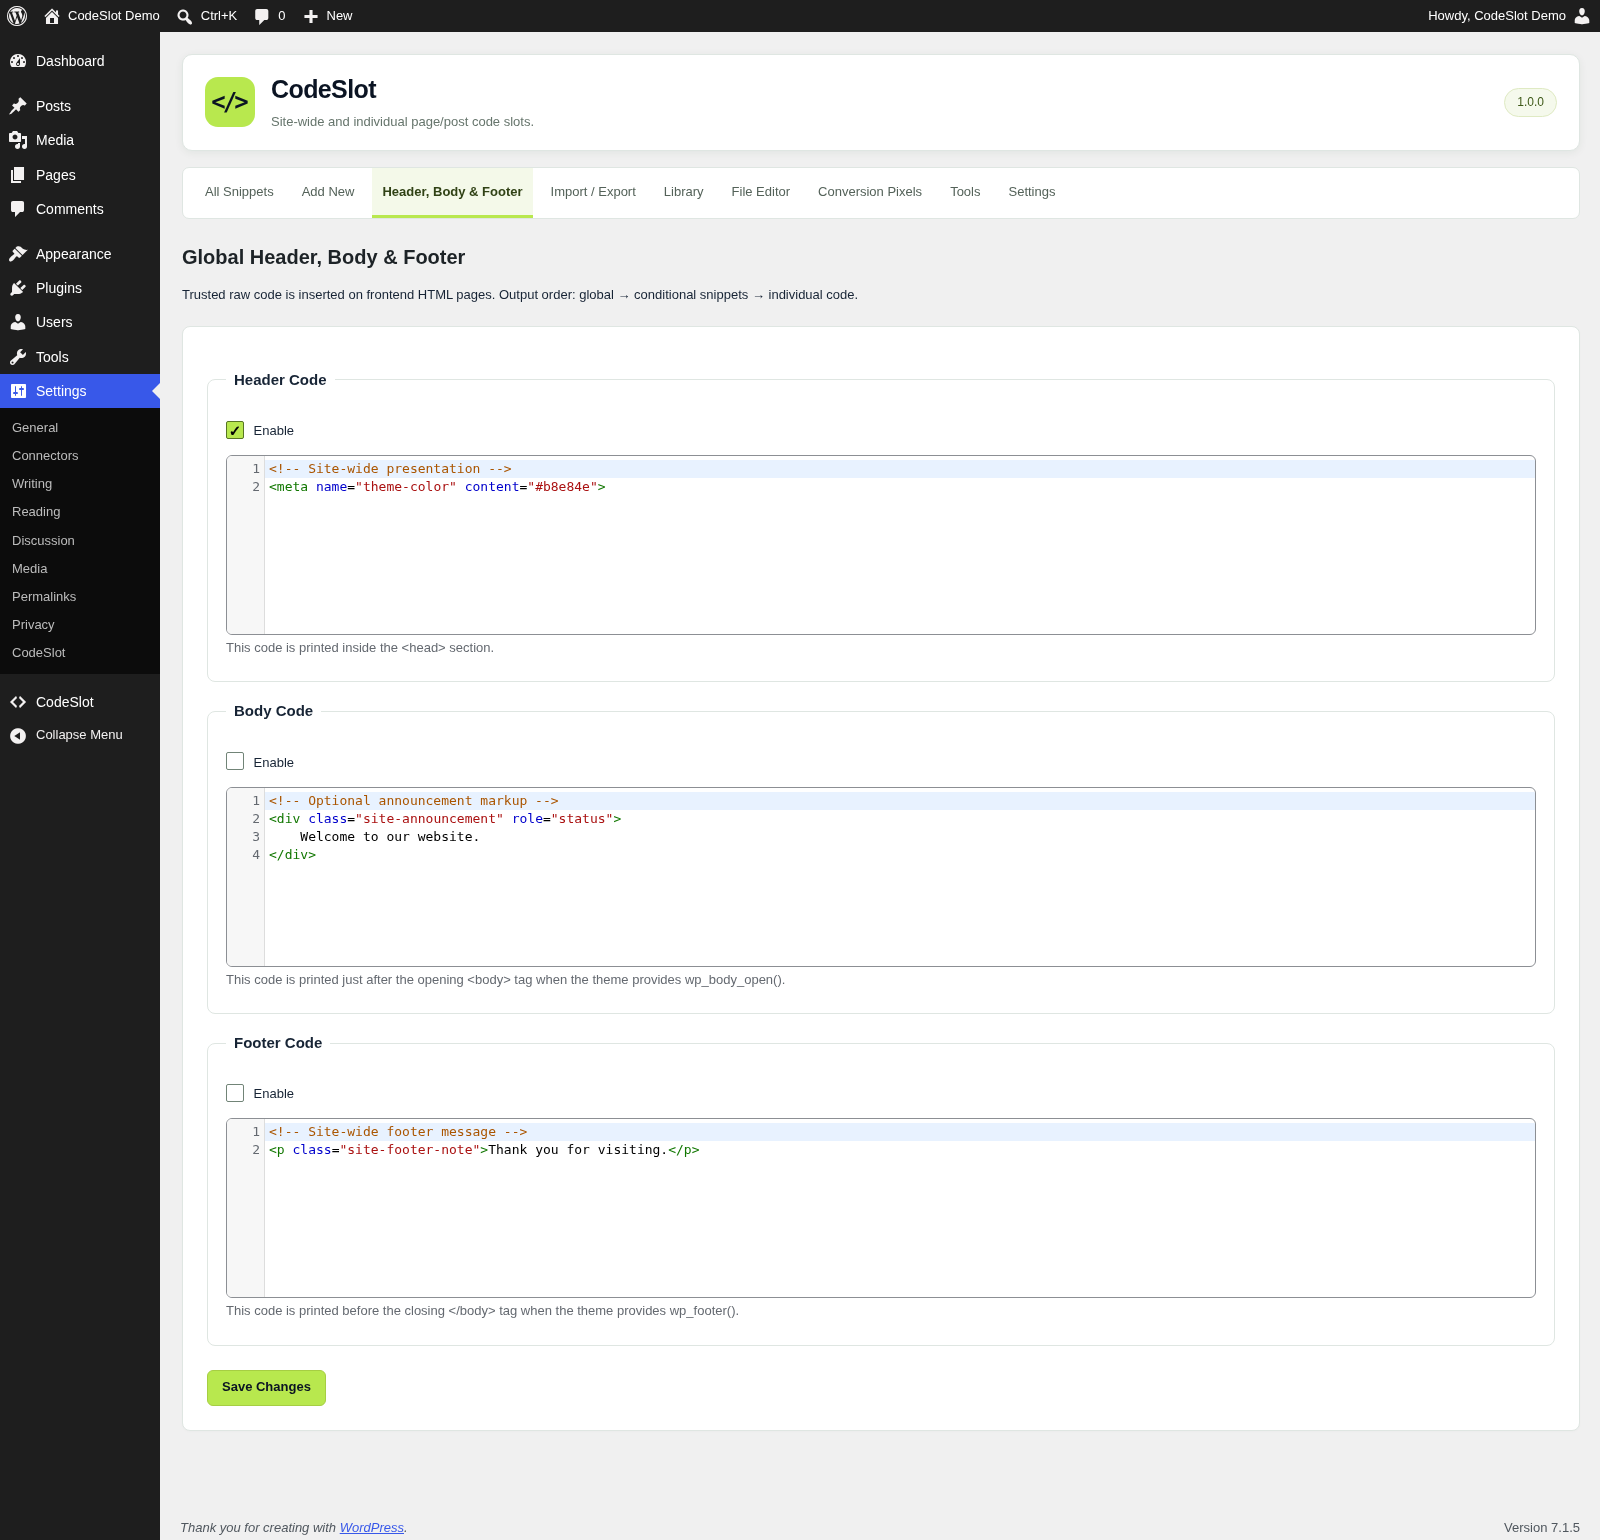 CodeSlot Demo Ctrl+K 0 New Howdy, CodeSlot Demo
Dashboard
Posts
Media
Pages
Comments
Appearance
Plugins
Users
Tools
Settings
General
Connectors
Writing
Reading
Discussion
Media
Permalinks
Privacy
CodeSlot
CodeSlot
Collapse Menu
</>
CodeSlot
Site-wide and individual page/post code slots.
1.0.0
All Snippets Add New Header, Body & Footer Import / Export Library File Editor Conversion Pixels Tools Settings
Global Header, Body & Footer
Trusted raw code is inserted on frontend HTML pages. Output order: global → conditional snippets → individual code.
Header Code
Enable
1 <!-- Site-wide presentation -->
2 <meta name="theme-color" content="#b8e84e">
This code is printed inside the <head> section.
Body Code
Enable
1 <!-- Optional announcement markup -->
2 <div class="site-announcement" role="status">
3     Welcome to our website.
4 </div>
This code is printed just after the opening <body> tag when the theme provides wp_body_open().
Footer Code
Enable
1 <!-- Site-wide footer message -->
2 <p class="site-footer-note">Thank you for visiting.</p>
This code is printed before the closing </body> tag when the theme provides wp_footer().
Save Changes
Thank you for creating with WordPress.
Version 7.1.5